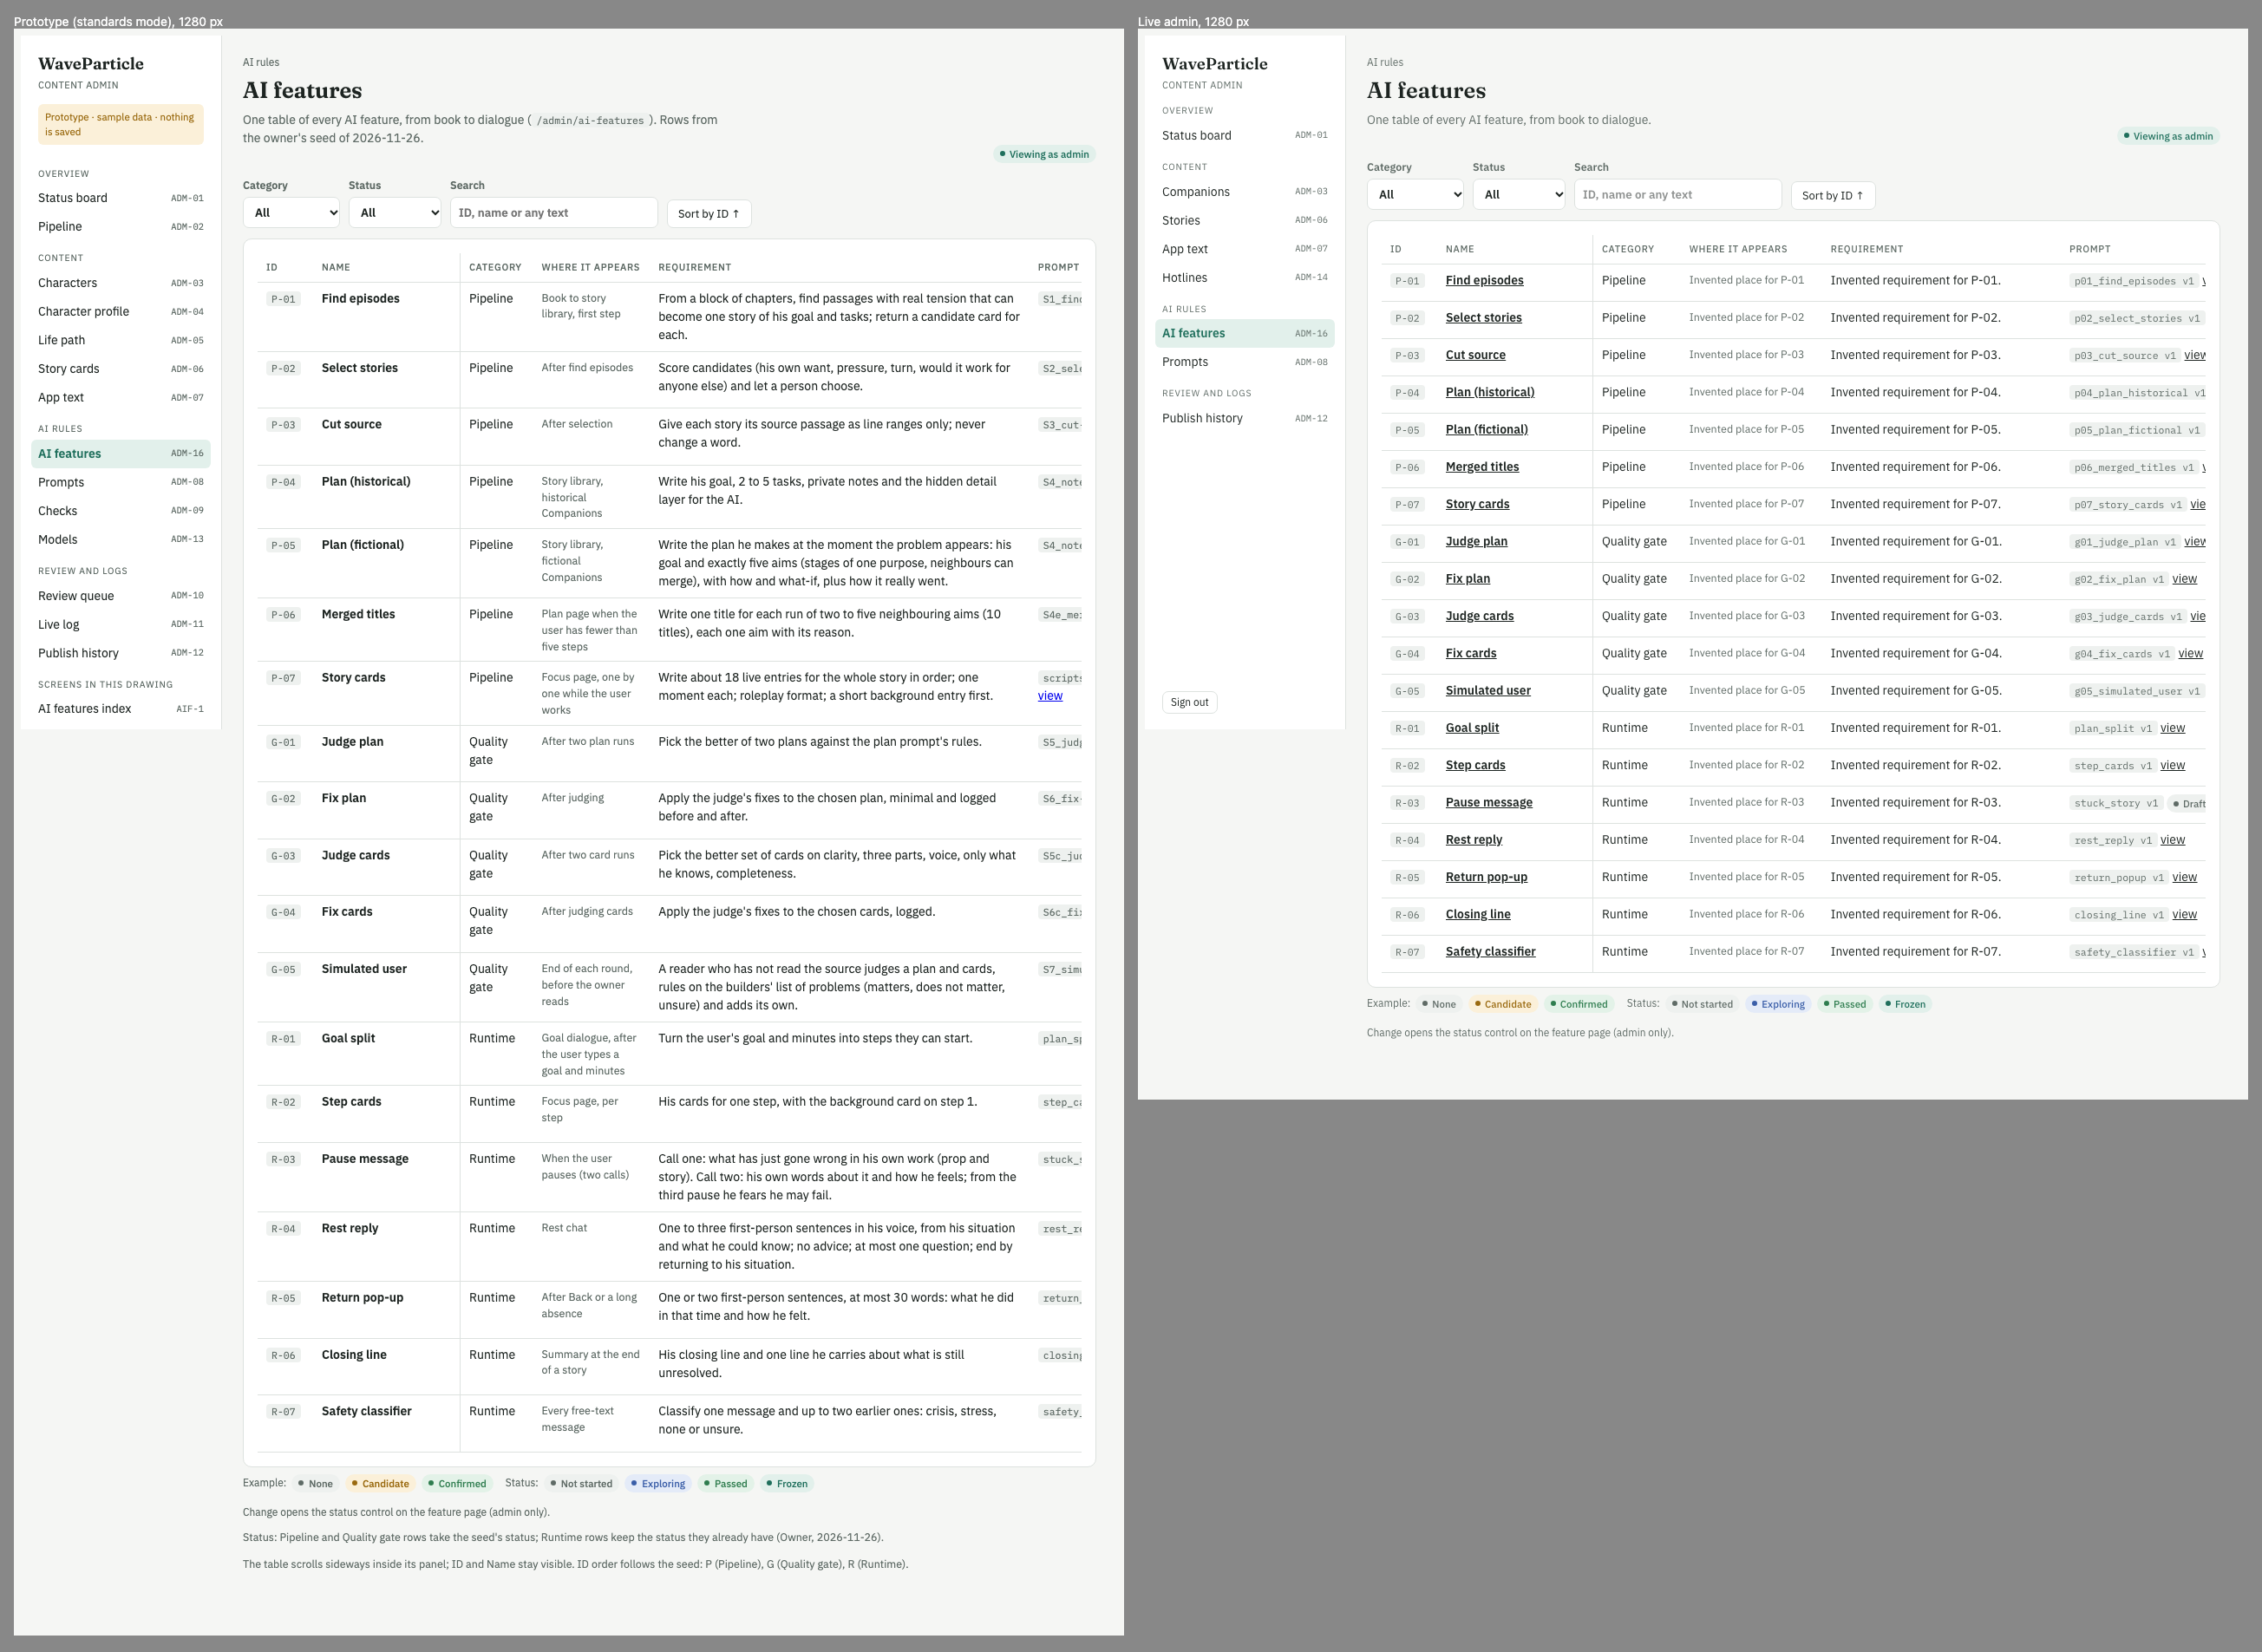 Prototype (standards mode), 1280 px
WaveParticle
CONTENT ADMIN
Prototype · sample data · nothing
is saved
OVERVIEW
Status board ADM-01
Pipeline ADM-02
CONTENT
Characters ADM-03
Character profile ADM-04
Life path ADM-05
Story cards ADM-06
App text ADM-07
AI RULES
AI features ADM-16
Prompts ADM-08
Checks ADM-09
Models ADM-13
REVIEW AND LOGS
Review queue ADM-10
Live log ADM-11
Publish history ADM-12
SCREENS IN THIS DRAWING
AI features index AIF-1
AI rules
AI features
One table of every AI feature, from book to dialogue ( /admin/ai-features ). Rows from
the owner's seed of 2026-11-26.
Viewing as admin
Category Status Search
All All ID, name or any text Sort by ID ↑
ID NAME CATEGORY WHERE IT APPEARS REQUIREMENT PROMPT
P-01 Find episodes Pipeline Book to story
library, first step
From a block of chapters, find passages with real tension that can
become one story of his goal and tasks; return a candidate card for
each.
S1_find
P-02 Select stories Pipeline After find episodes
Score candidates (his own want, pressure, turn, would it work for
anyone else) and let a person choose.
S2_sele
P-03 Cut source Pipeline After selection
Give each story its source passage as line ranges only; never
change a word.
S3_cut-
P-04 Plan (historical) Pipeline Story library,
historical
Companions
Write his goal, 2 to 5 tasks, private notes and the hidden detail
layer for the AI.
S4_note
P-05 Plan (fictional) Pipeline Story library,
fictional
Companions
Write the plan he makes at the moment the problem appears: his
goal and exactly five aims (stages of one purpose, neighbours can
merge), with how and what-if, plus how it really went.
S4_note
P-06 Merged titles Pipeline Plan page when the
user has fewer than
five steps
Write one title for each run of two to five neighbouring aims (10
titles), each one aim with its reason.
S4e_me
P-07 Story cards Pipeline Focus page, one by
one while the user
works
Write about 18 live entries for the whole story in order; one
moment each; roleplay format; a short background entry first.
scripts
view
G-01 Judge plan Quality
gate
After two plan runs
Pick the better of two plans against the plan prompt's rules.
S5_judg
G-02 Fix plan Quality
gate
After judging
Apply the judge's fixes to the chosen plan, minimal and logged
before and after.
S6_fix-
G-03 Judge cards Quality
gate
After two card runs
Pick the better set of cards on clarity, three parts, voice, only what
he knows, completeness.
S5c_jud
G-04 Fix cards Quality
gate
After judging cards
Apply the judge's fixes to the chosen cards, logged.
S6c_fix
G-05 Simulated user Quality
gate
End of each round,
before the owner
reads
A reader who has not read the source judges a plan and cards,
rules on the builders' list of problems (matters, does not matter,
unsure) and adds its own.
S7_simu
R-01 Goal split Runtime Goal dialogue, after
the user types a
goal and minutes
Turn the user's goal and minutes into steps they can start.
plan_sp
R-02 Step cards Runtime Focus page, per
step
His cards for one step, with the background card on step 1.
step_ca
R-03 Pause message Runtime When the user
pauses (two calls)
Call one: what has just gone wrong in his own work (prop and
story). Call two: his own words about it and how he feels; from the
third pause he fears he may fail.
stuck_s
R-04 Rest reply Runtime Rest chat
One to three first-person sentences in his voice, from his situation
and what he could know; no advice; at most one question; end by
returning to his situation.
rest_re
R-05 Return pop-up Runtime After Back or a long
absence
One or two first-person sentences, at most 30 words: what he did
in that time and how he felt.
return_
R-06 Closing line Runtime Summary at the end
of a story
His closing line and one line he carries about what is still
unresolved.
closing
R-07 Safety classifier Runtime Every free-text
message
Classify one message and up to two earlier ones: crisis, stress,
none or unsure.
safety_
Example: None Candidate Confirmed Status: Not started Exploring Passed Frozen
Change opens the status control on the feature page (admin only).
Status: Pipeline and Quality gate rows take the seed's status; Runtime rows keep the status they already have (Owner, 2026-11-26).
The table scrolls sideways inside its panel; ID and Name stay visible. ID order follows the seed: P (Pipeline), G (Quality gate), R (Runtime).
Live admin, 1280 px
WaveParticle
CONTENT ADMIN
OVERVIEW
Status board ADM-01
CONTENT
Companions ADM-03
Stories ADM-06
App text ADM-07
Hotlines ADM-14
AI RULES
AI features ADM-16
Prompts ADM-08
REVIEW AND LOGS
Publish history ADM-12
Sign out
AI rules
AI features
One table of every AI feature, from book to dialogue.
Viewing as admin
Category Status Search
All All ID, name or any text Sort by ID ↑
ID NAME CATEGORY WHERE IT APPEARS REQUIREMENT PROMPT
P-01 Find episodes Pipeline Invented place for P-01 Invented requirement for P-01. p01_find_episodes v1
P-02 Select stories Pipeline Invented place for P-02 Invented requirement for P-02. p02_select_stories v1
P-03 Cut source Pipeline Invented place for P-03 Invented requirement for P-03. p03_cut_source v1 view
P-04 Plan (historical) Pipeline Invented place for P-04 Invented requirement for P-04. p04_plan_historical v1
P-05 Plan (fictional) Pipeline Invented place for P-05 Invented requirement for P-05. p05_plan_fictional v1
P-06 Merged titles Pipeline Invented place for P-06 Invented requirement for P-06. p06_merged_titles v1
P-07 Story cards Pipeline Invented place for P-07 Invented requirement for P-07. p07_story_cards v1 vie
G-01 Judge plan Quality gate Invented place for G-01 Invented requirement for G-01. g01_judge_plan v1 view
G-02 Fix plan Quality gate Invented place for G-02 Invented requirement for G-02. g02_fix_plan v1 view
G-03 Judge cards Quality gate Invented place for G-03 Invented requirement for G-03. g03_judge_cards v1 vie
G-04 Fix cards Quality gate Invented place for G-04 Invented requirement for G-04. g04_fix_cards v1 view
G-05 Simulated user Quality gate Invented place for G-05 Invented requirement for G-05. g05_simulated_user v1
R-01 Goal split Runtime Invented place for R-01 Invented requirement for R-01. plan_split v1 view
R-02 Step cards Runtime Invented place for R-02 Invented requirement for R-02. step_cards v1 view
R-03 Pause message Runtime Invented place for R-03 Invented requirement for R-03. stuck_story v1 Draft
R-04 Rest reply Runtime Invented place for R-04 Invented requirement for R-04. rest_reply v1 view
R-05 Return pop-up Runtime Invented place for R-05 Invented requirement for R-05. return_popup v1 view
R-06 Closing line Runtime Invented place for R-06 Invented requirement for R-06. closing_line v1 view
R-07 Safety classifier Runtime Invented place for R-07 Invented requirement for R-07. safety_classifier v1
Example: None Candidate Confirmed Status: Not started Exploring Passed Frozen
Change opens the status control on the feature page (admin only).